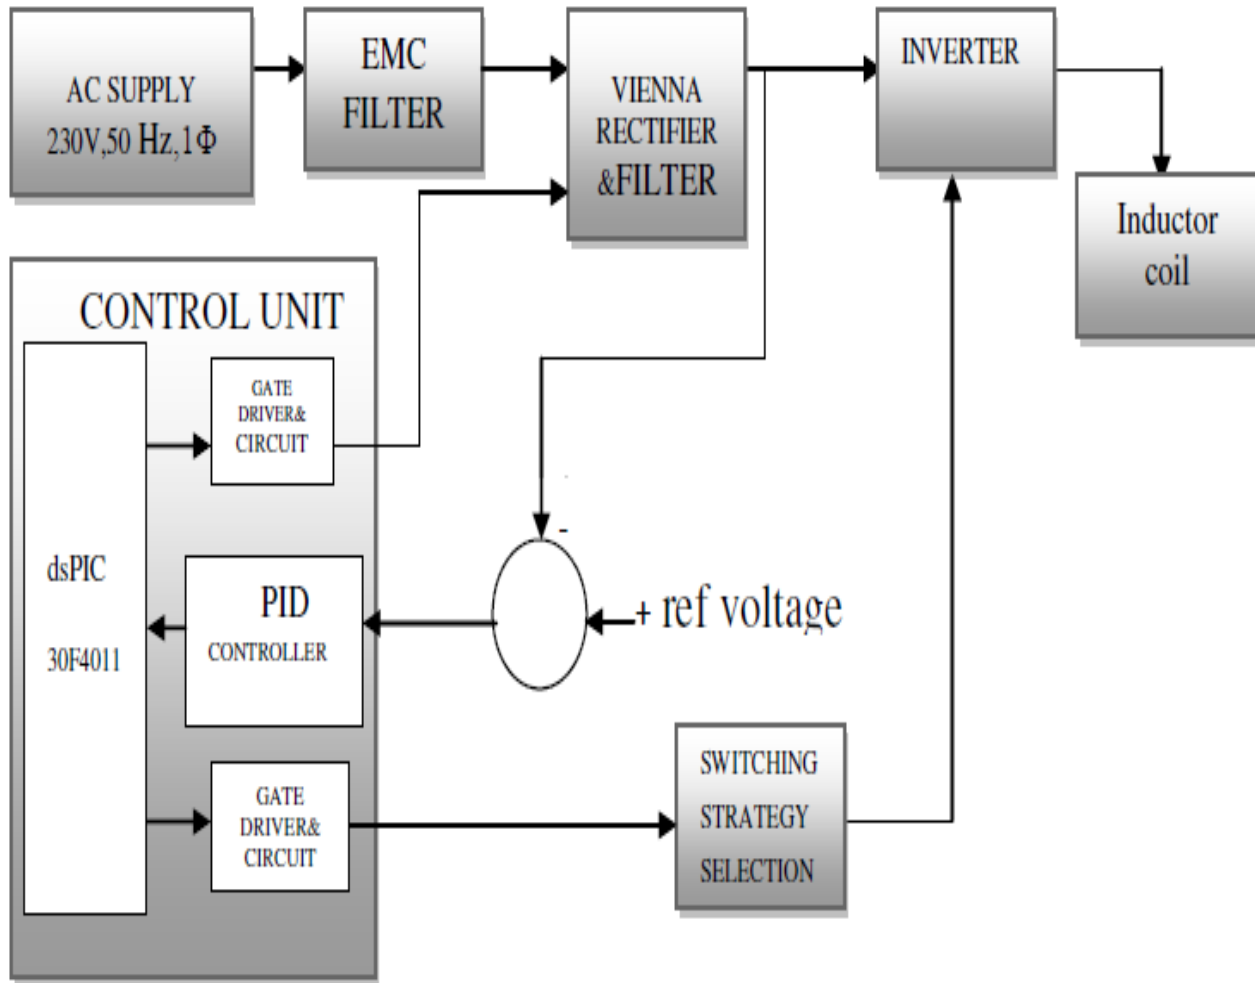 AC SUPPLY
230V,50 Hz,1Φ
EMC
FILTER
VIENNA
RECTIFIER
&FILTER
INVERTER
Inductor
coil
CONTROL UNIT
GATE
DRIVER&
CIRCUIT
dsPIC
30F4011
PID
CONTROLLER
-
+ ref voltage
GATE
DRIVER&
CIRCUIT
SWITCHING
STRATEGY
SELECTION